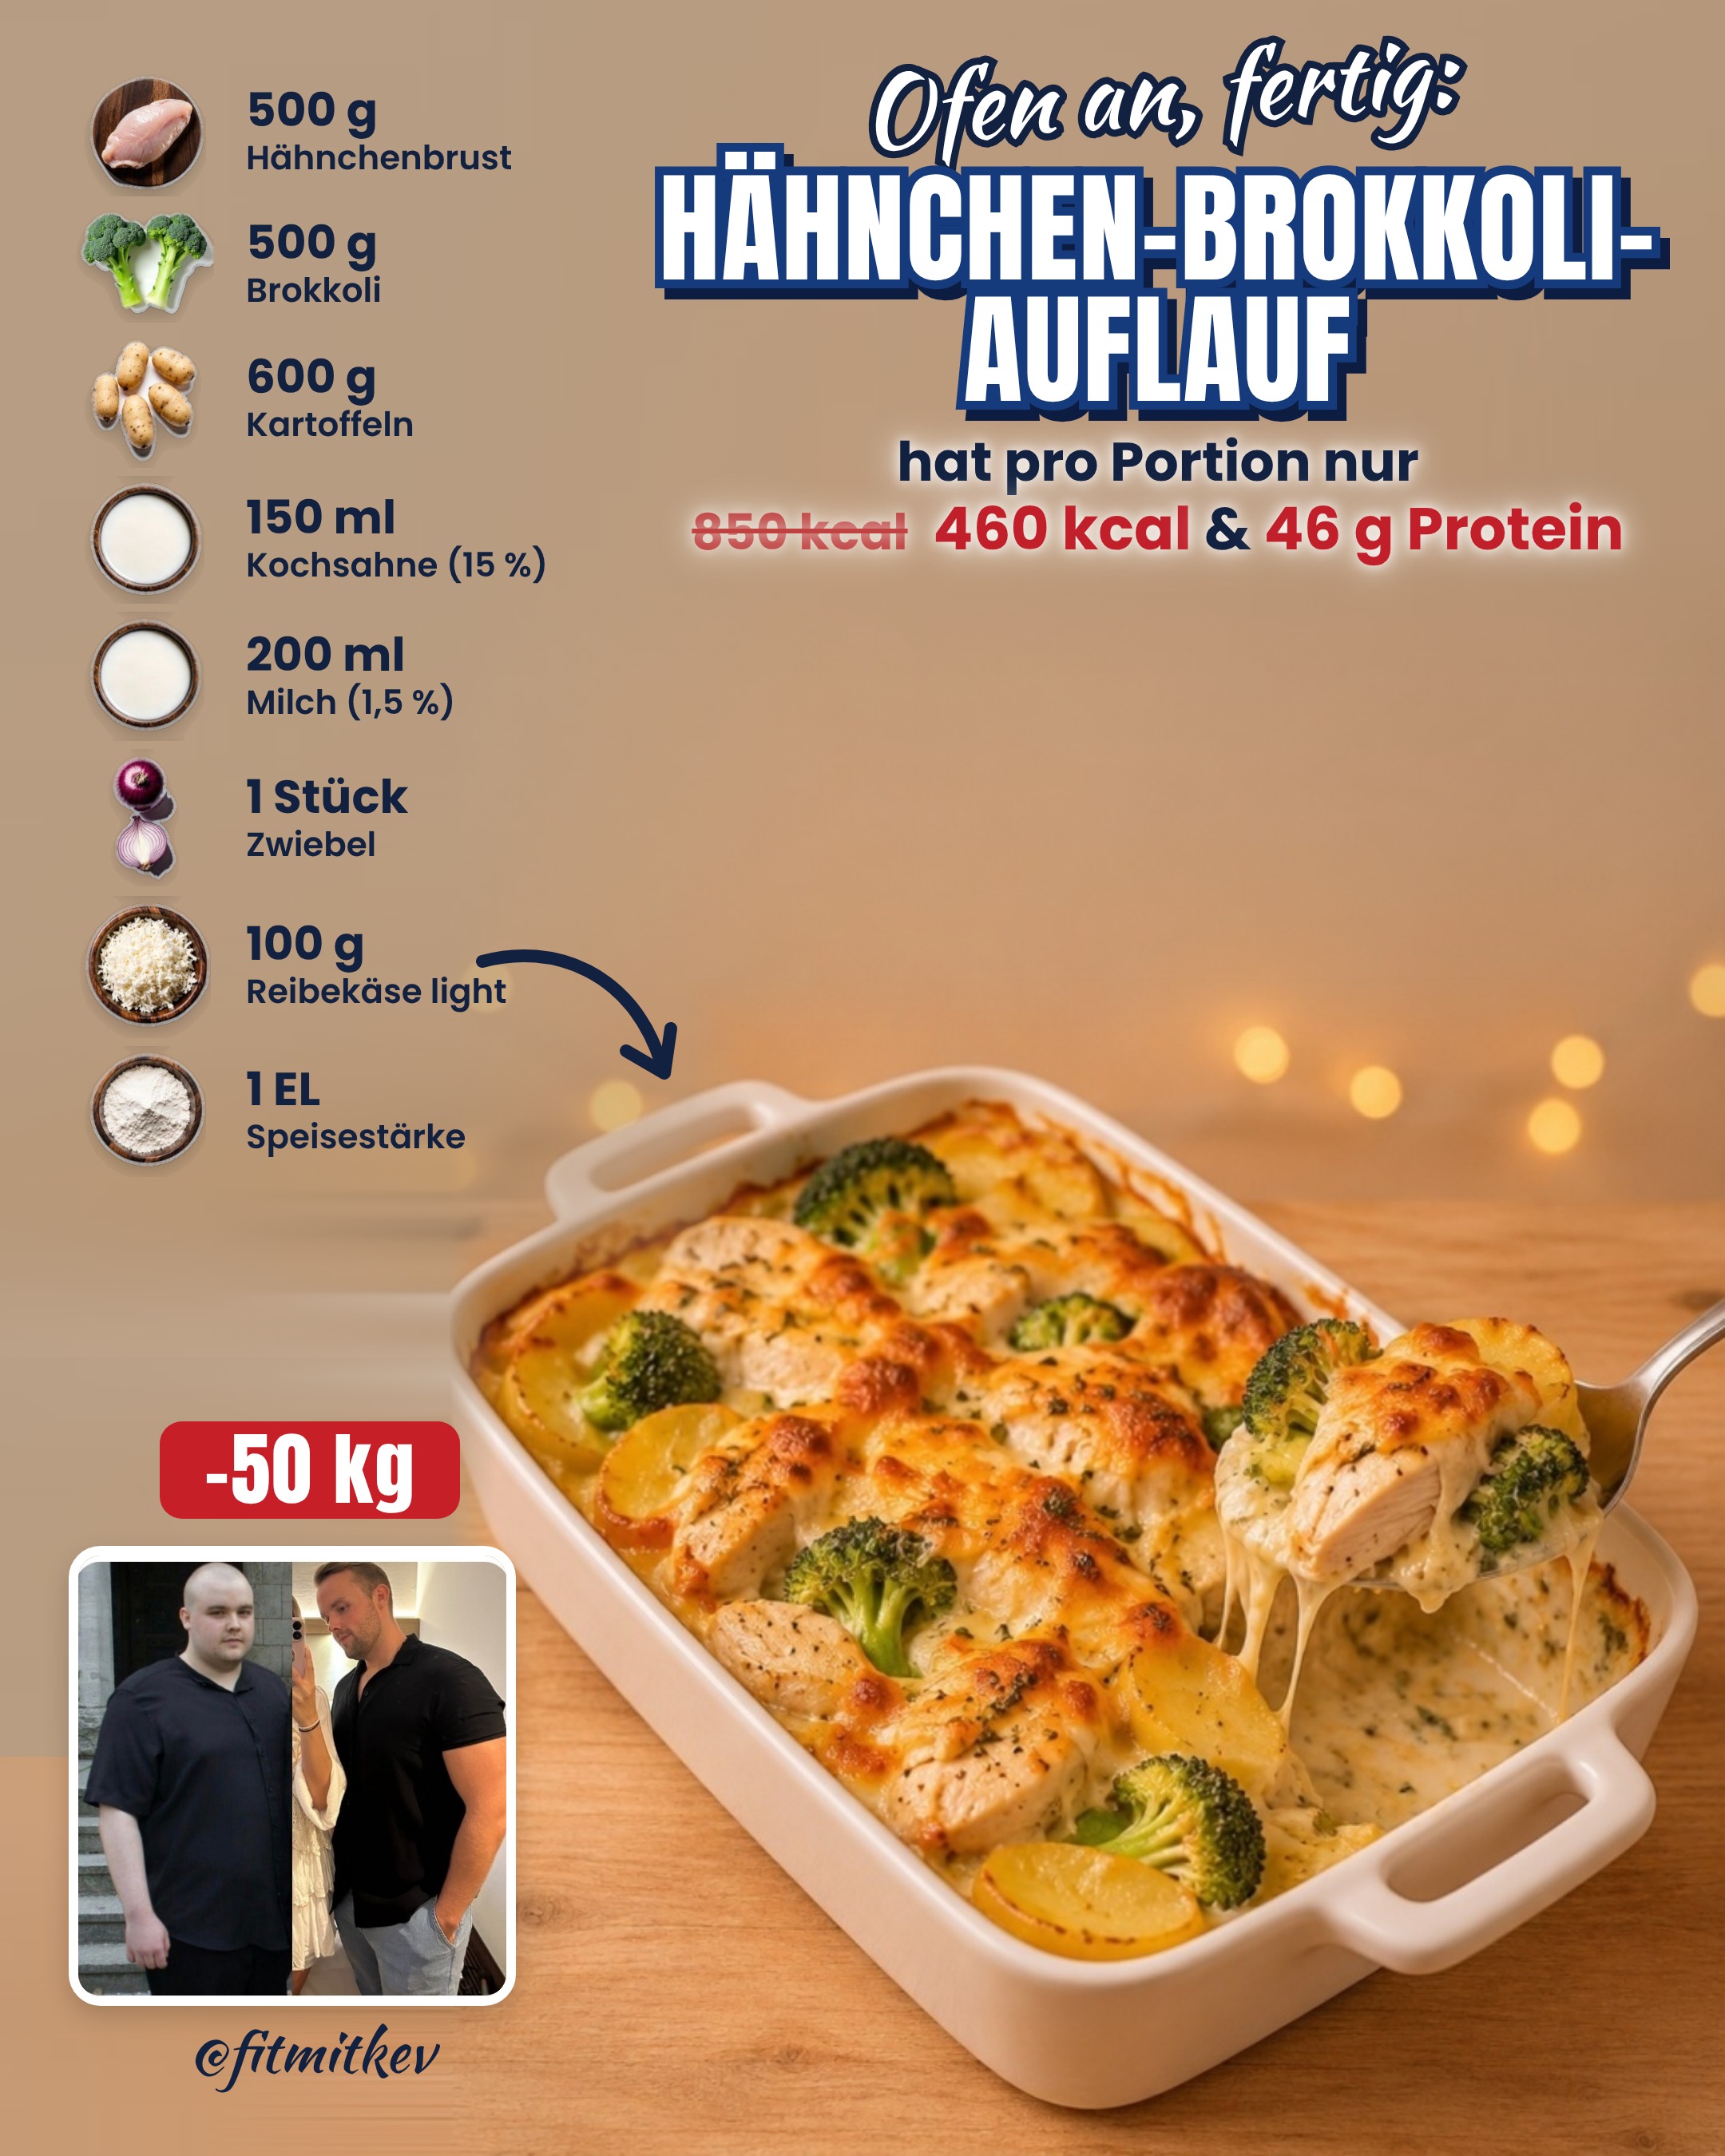 Ofen an, fertig:
HÄHNCHEN-BROKKOLI-
AUFLAUF
hat pro Portion nur
850 kcal 460 kcal & 46 g Protein
500 g
Hähnchenbrust
500 g
Brokkoli
600 g
Kartoffeln
150 ml
Kochsahne (15 %)
200 ml
Milch (1,5 %)
1 Stück
Zwiebel
100 g
Reibekäse light
1 EL
Speisestärke
-50 kg
@fitmitkev